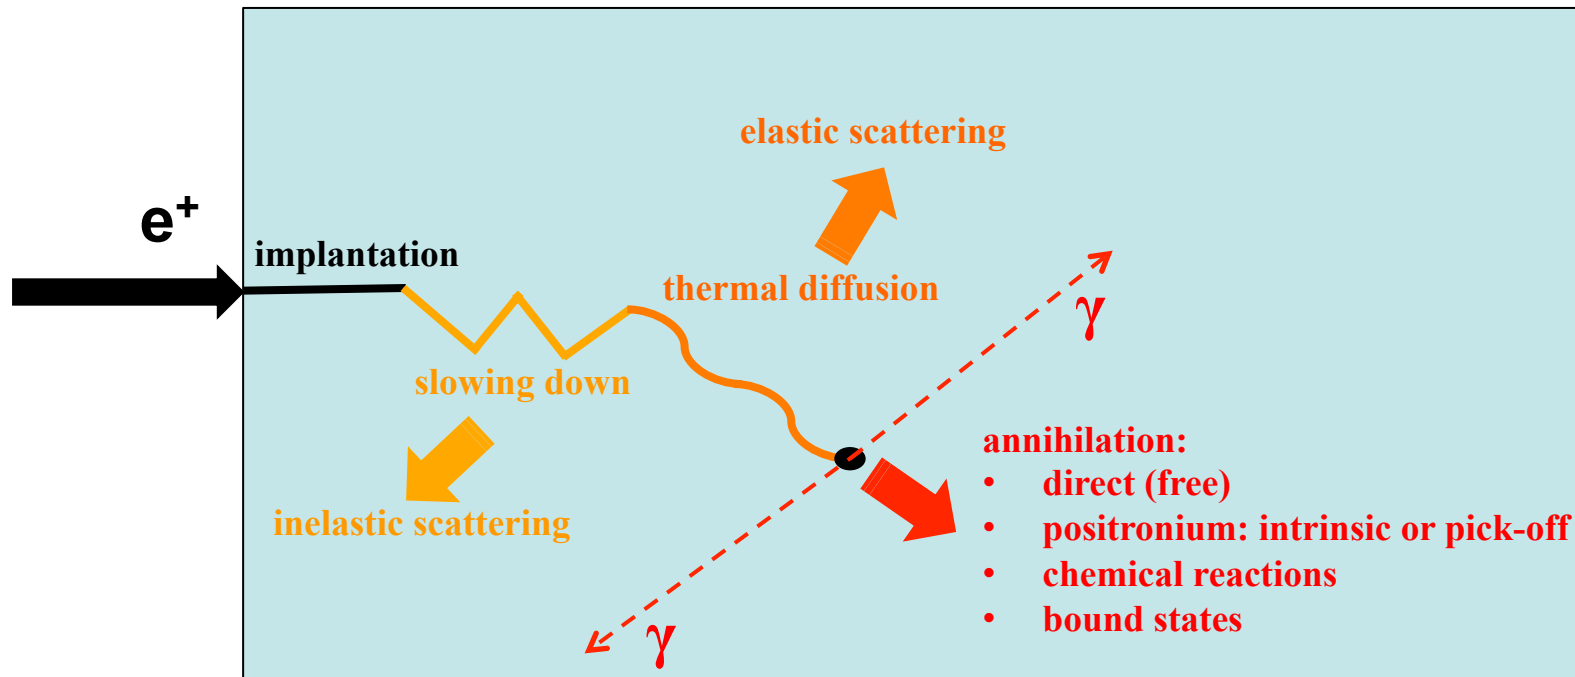 elastic scattering
e⁺
implantation
thermal diffusion
γ
slowing down
annihilation:
• direct (free)
inelastic scattering
• positronium: intrinsic or pick-off
• chemical reactions
• bound states
γ